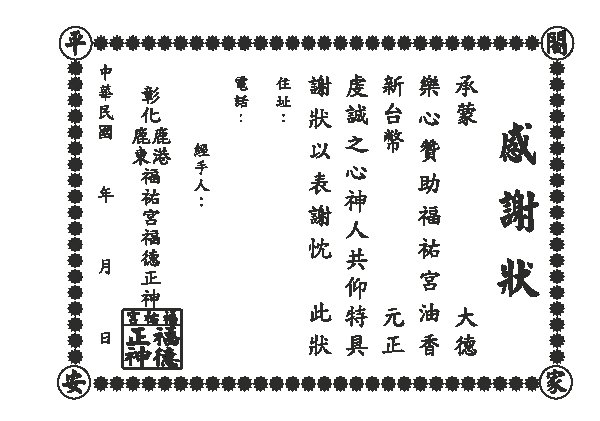 闔
家
平
安
感謝狀
承蒙　大德
樂心贊助福祐宮油香
新台幣　元正
虔誠之心神人共仰特具
謝狀以表謝忱　此狀
住址：
電話：
經手人：
彰化鹿港鹿東福祐宮福德正神
福祐宮
福德
正神
中華民國　年　月　日